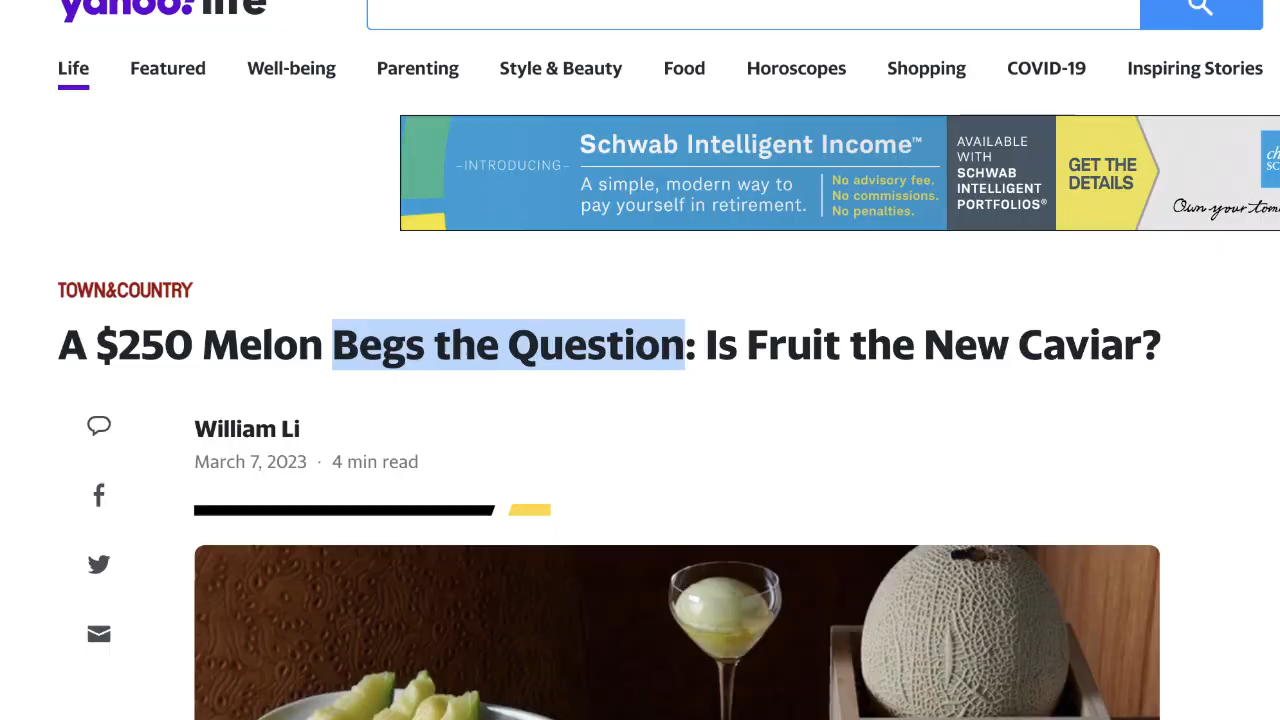 yahoo!life
Life Featured Well-being Parenting Style & Beauty Food Horoscopes Shopping COVID-19 Inspiring Stories
–INTRODUCING–
Schwab Intelligent Income™
A simple, modern way to
pay yourself in retirement.
No advisory fee.
No commissions.
No penalties.
AVAILABLE
WITH
SCHWAB
INTELLIGENT
PORTFOLIOS®
GET THE
DETAILS
Own your
TOWN&COUNTRY
A $250 Melon Begs the Question: Is Fruit the New Caviar?
William Li
March 7, 2023 · 4 min read